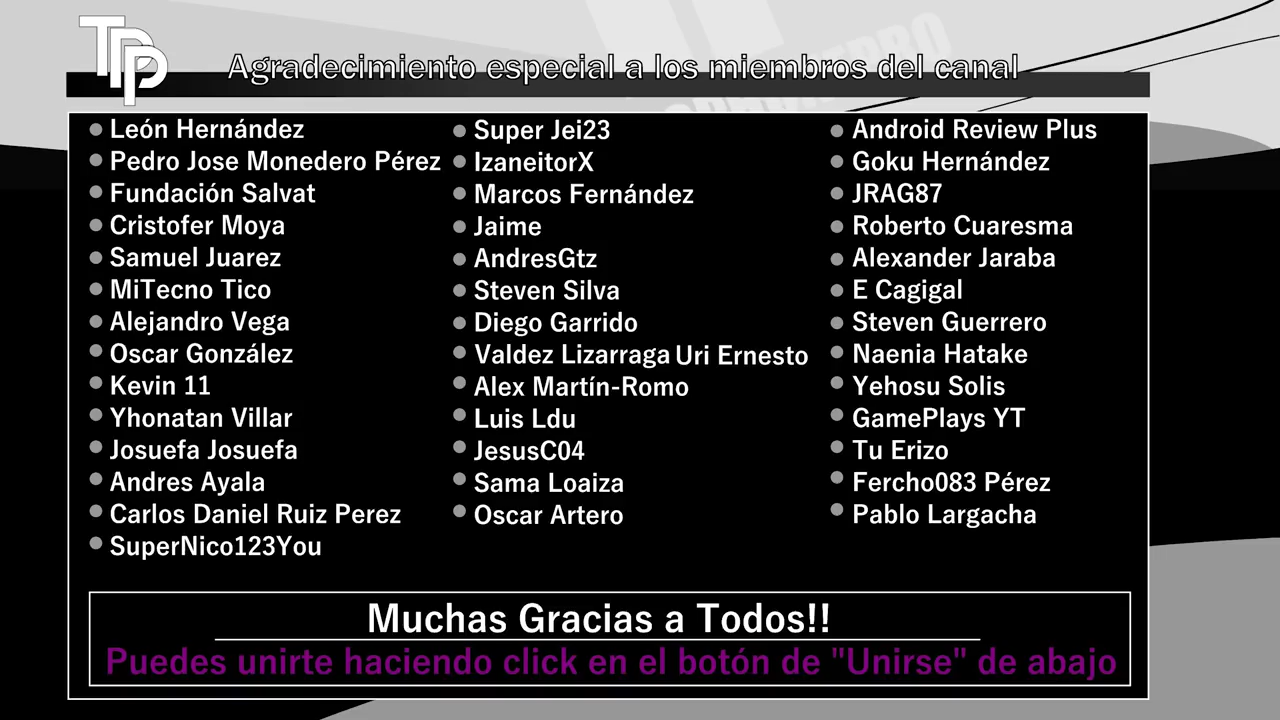 TPP
Agradecimiento especial a los miembros del canal
León Hernández
Pedro Jose Monedero Pérez
Fundación Salvat
Cristofer Moya
Samuel Juarez
MiTecno Tico
Alejandro Vega
Oscar González
Kevin 11
Yhonatan Villar
Josuefa Josuefa
Andres Ayala
Carlos Daniel Ruiz Perez
SuperNico123You
Super Jei23
IzaneitorX
Marcos Fernández
Jaime
AndresGtz
Steven Silva
Diego Garrido
Valdez Lizarraga Uri Ernesto
Alex Martín-Romo
Luis Ldu
JesusC04
Sama Loaiza
Oscar Artero
Android Review Plus
Goku Hernández
JRAG87
Roberto Cuaresma
Alexander Jaraba
E Cagigal
Steven Guerrero
Naenia Hatake
Yehosu Solis
GamePlays YT
Tu Erizo
Fercho083 Pérez
Pablo Largacha
Muchas Gracias a Todos!!
Puedes unirte haciendo click en el botón de "Unirse" de abajo